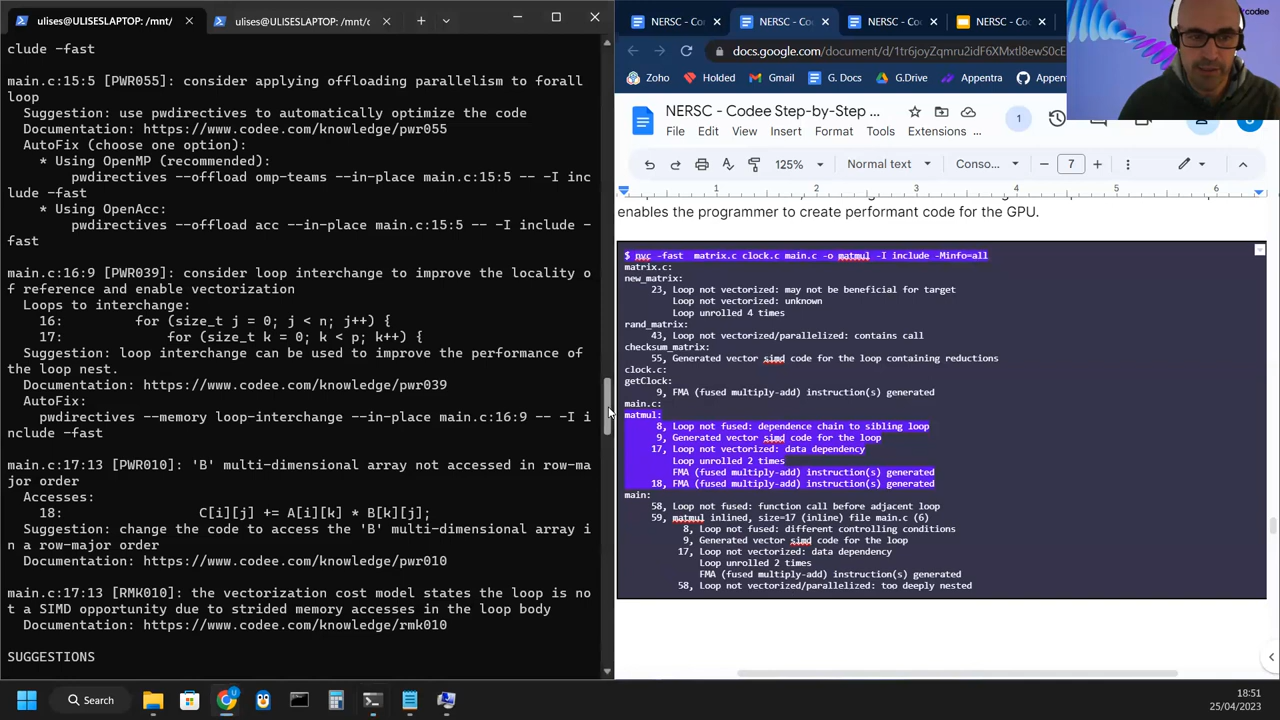 ulises@ULISESLAPTOP: /mnt/
ulises@ULISESLAPTOP: /mnt/c
clude -fast
main.c:15:5 [PWR055]: consider applying offloading parallelism to forall
loop
Suggestion: use pwdirectives to automatically optimize the code
Documentation: https://www.codee.com/knowledge/pwr055
AutoFix (choose one option):
* Using OpenMP (recommended):
pwdirectives --offload omp-teams --in-place main.c:15:5 -- -I inc
lude -fast
* Using OpenAcc:
pwdirectives --offload acc --in-place main.c:15:5 -- -I include -
fast
main.c:16:9 [PWR039]: consider loop interchange to improve the locality o
f reference and enable vectorization
Loops to interchange:
16: for (size_t j = 0; j < n; j++) {
17: for (size_t k = 0; k < p; k++) {
Suggestion: loop interchange can be used to improve the performance of
the loop nest.
Documentation: https://www.codee.com/knowledge/pwr039
AutoFix:
pwdirectives --memory loop-interchange --in-place main.c:16:9 -- -I i
nclude -fast
main.c:17:13 [PWR010]: 'B' multi-dimensional array not accessed in row-ma
jor order
Accesses:
18: C[i][j] += A[i][k] * B[k][j];
Suggestion: change the code to access the 'B' multi-dimensional array i
n a row-major order
Documentation: https://www.codee.com/knowledge/pwr010
main.c:17:13 [RMK010]: the vectorization cost model states the loop is no
t a SIMD opportunity due to strided memory accesses in the loop body
Documentation: https://www.codee.com/knowledge/rmk010
SUGGESTIONS
NERSC - Co
NERSC - Co
NERSC - Co
NERSC - Co
codee
docs.google.com/document/d/1tr6joyZqmru2idF6XMxtl8ewS0cE
Zoho
Holded
Gmail
G. Docs
G.Drive
Appentra
Appentra
NERSC - Codee Step-by-Step ...
File Edit View Insert Format Tools Extensions ...
1
125%
Normal text
Conso...
7
1 2 3 4 5 6
enables the programmer to create performant code for the GPU.
$ nvc -fast matrix.c clock.c main.c -o matmul -I include -Minfo=all
matrix.c:
new_matrix:
23, Loop not vectorized: may not be beneficial for target
Loop not vectorized: unknown
Loop unrolled 4 times
rand_matrix:
43, Loop not vectorized/parallelized: contains call
checksum_matrix:
55, Generated vector simd code for the loop containing reductions
clock.c:
getClock:
9, FMA (fused multiply-add) instruction(s) generated
main.c:
matmul:
8, Loop not fused: dependence chain to sibling loop
9, Generated vector simd code for the loop
17, Loop not vectorized: data dependency
Loop unrolled 2 times
FMA (fused multiply-add) instruction(s) generated
18, FMA (fused multiply-add) instruction(s) generated
main:
58, Loop not fused: function call before adjacent loop
59, matmul inlined, size=17 (inline) file main.c (6)
8, Loop not fused: different controlling conditions
9, Generated vector simd code for the loop
17, Loop not vectorized: data dependency
Loop unrolled 2 times
FMA (fused multiply-add) instruction(s) generated
58, Loop not vectorized/parallelized: too deeply nested
Search
18:51
25/04/2023